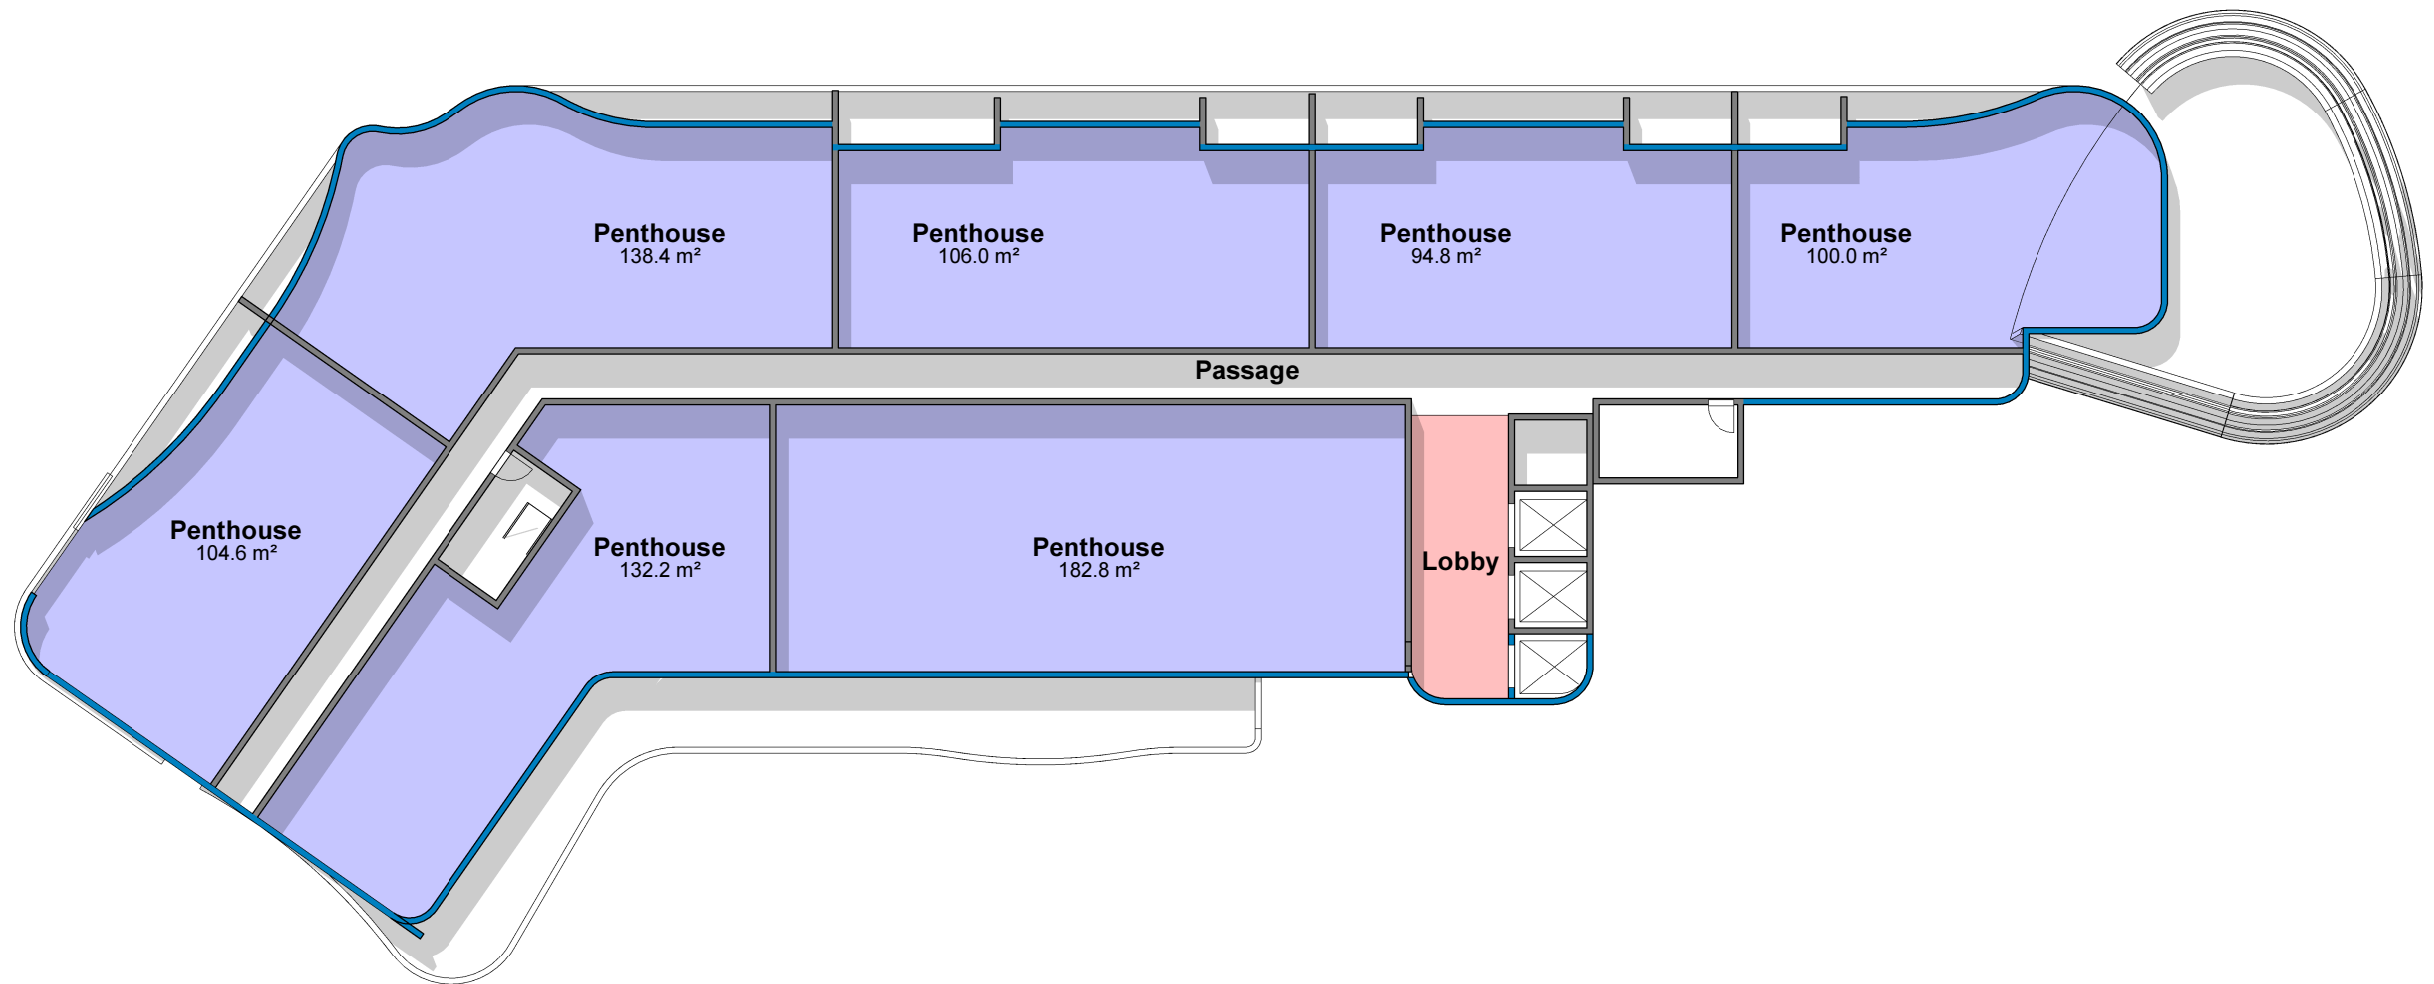 Penthouse
138.4 m²
Penthouse
106.0 m²
Penthouse
94.8 m²
Penthouse
100.0 m²
Passage
Penthouse
104.6 m²
Penthouse
132.2 m²
Penthouse
182.8 m²
Lobby